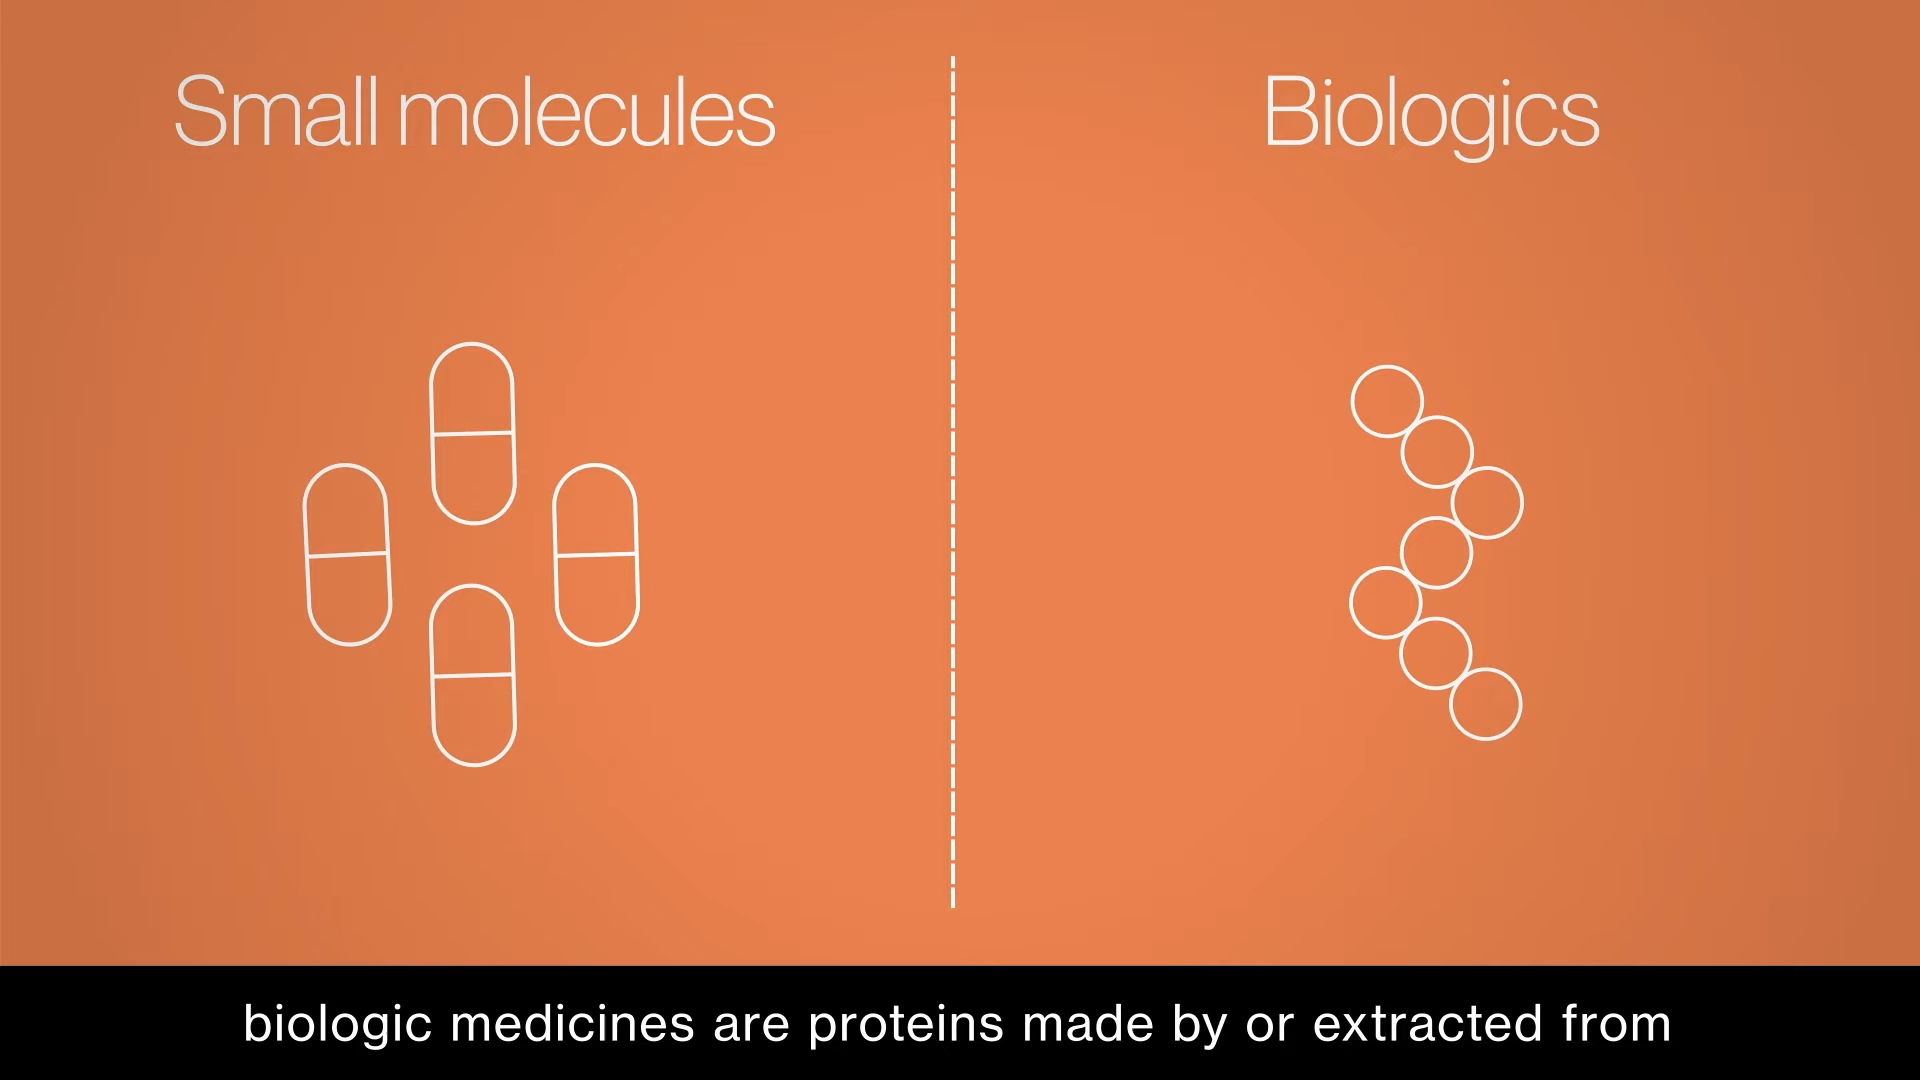 Small molecules
Biologics
biologic medicines are proteins made by or extracted from